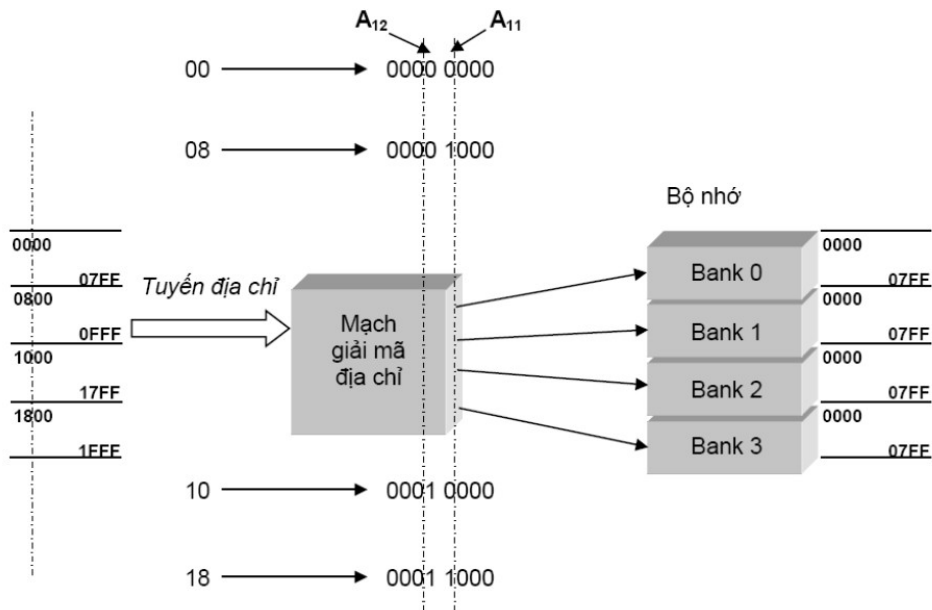 A12 A11
00 0000 0000
08 0000 1000
Bộ nhớ
0000
07FF
0800
0FFF
1000
17FF
1800
1FFF
Tuyến địa chỉ
Mạch
giải mã
địa chỉ
Bank 0
Bank 1
Bank 2
Bank 3
0000
07FF
0000
07FF
0000
07FF
0000
07FF
10 0001 0000
18 0001 1000